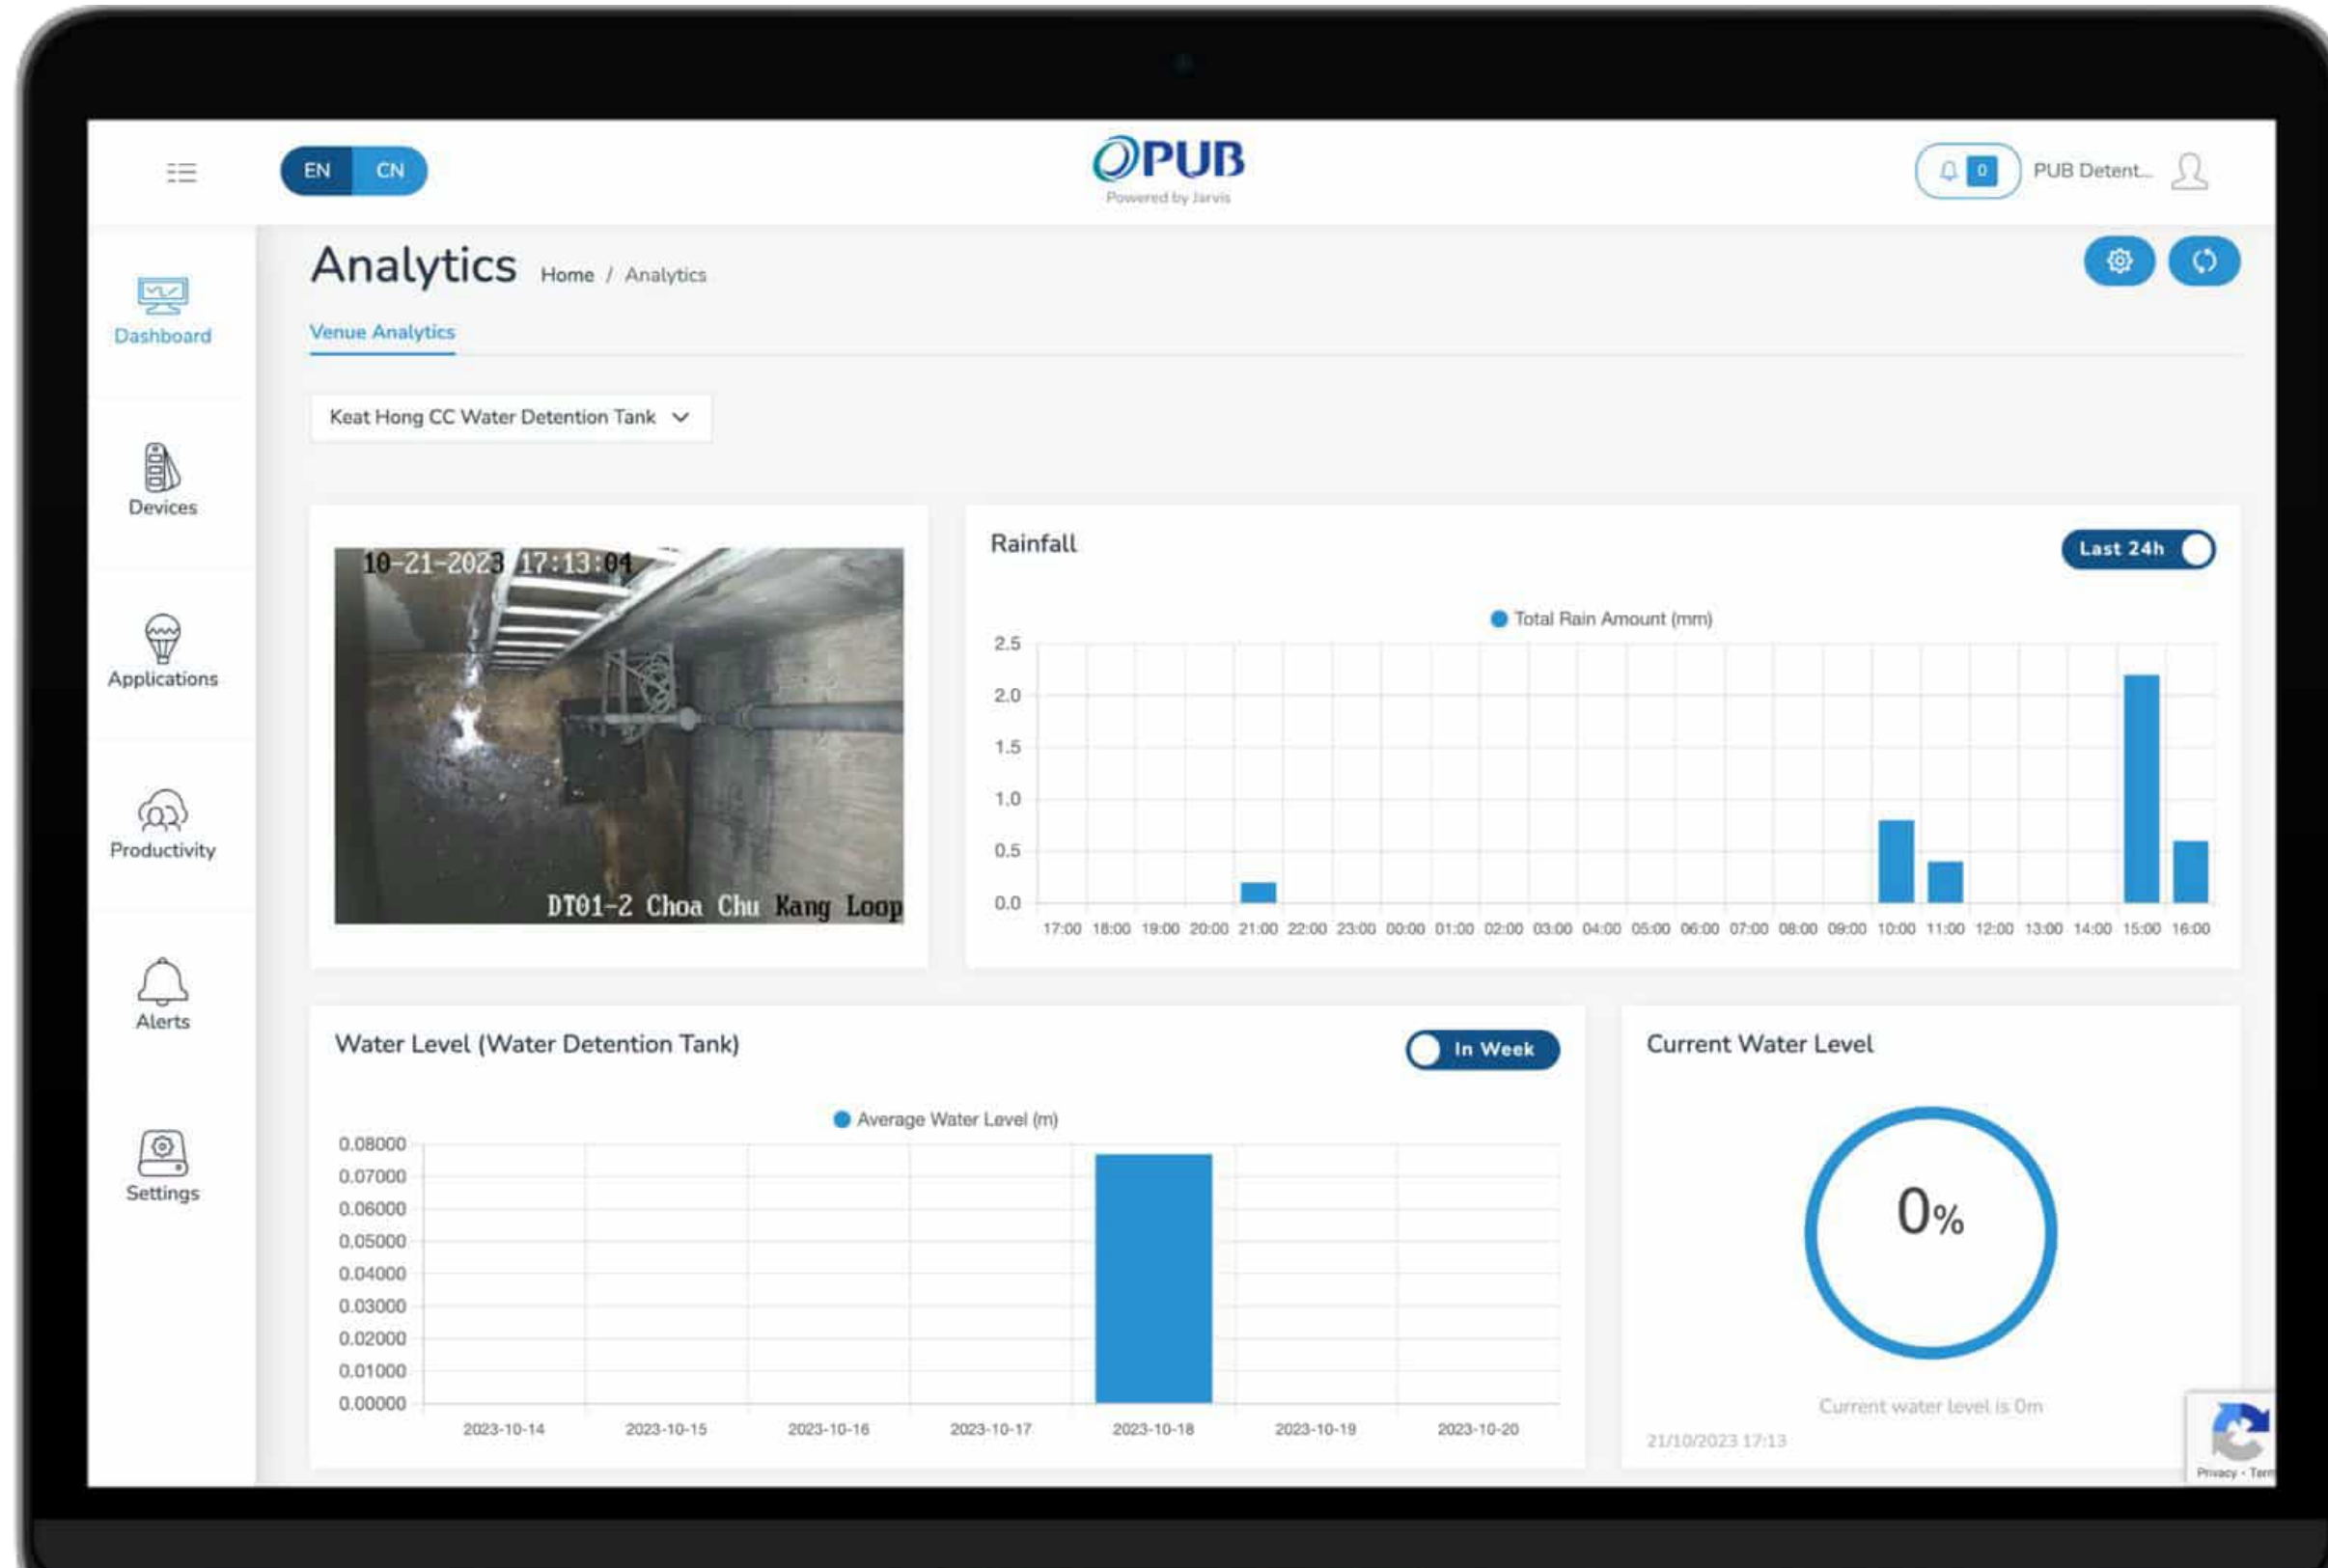 EN CN
PUB
Powered by Jarvis
0
PUB Detent...
Analytics Home / Analytics
Venue Analytics
Keat Hong CC Water Detention Tank
Dashboard
Devices
Applications
Productivity
Alerts
Settings
10-21-2023 17:13:04
DT01-2 Choa Chu Kang Loop
Rainfall
Last 24h
Total Rain Amount (mm)
2.5
2.0
1.5
1.0
0.5
0.0
17:00 18:00 19:00 20:00 21:00 22:00 23:00 00:00 01:00 02:00 03:00 04:00 05:00 06:00 07:00 08:00 09:00 10:00 11:00 12:00 13:00 14:00 15:00 16:00
Water Level (Water Detention Tank)
In Week
Average Water Level (m)
0.08000
0.07000
0.06000
0.05000
0.04000
0.03000
0.02000
0.01000
0.00000
2023-10-14 2023-10-15 2023-10-16 2023-10-17 2023-10-18 2023-10-19 2023-10-20
Current Water Level
0%
Current water level is 0m
21/10/2023 17:13
Privacy - Term